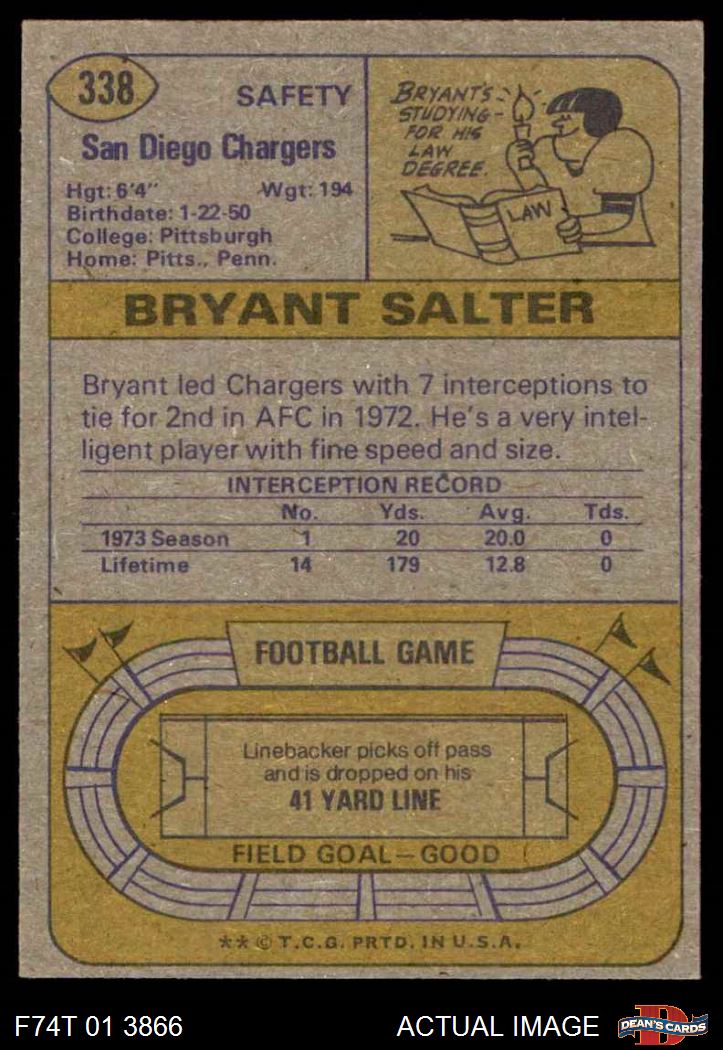 338
SAFETY
San Diego Chargers
Hgt: 6'4" Wgt: 194
Birthdate: 1-22-50
College: Pittsburgh
Home: Pitts., Penn.
BRYANT'S
STUDYING
FOR HIS
LAW
DEGREE.
LAW
BRYANT SALTER
Bryant led Chargers with 7 interceptions to
tie for 2nd in AFC in 1972. He's a very intel-
ligent player with fine speed and size.
INTERCEPTION RECORD
No. Yds. Avg. Tds.
1973 Season 1 20 20.0 0
Lifetime 14 179 12.8 0
FOOTBALL GAME
Linebacker picks off pass
and is dropped on his
41 YARD LINE
FIELD GOAL—GOOD
** © T.C.G. PRTD. IN U.S.A.
F74T 01 3866 ACTUAL IMAGE
DEAN'S CARDS